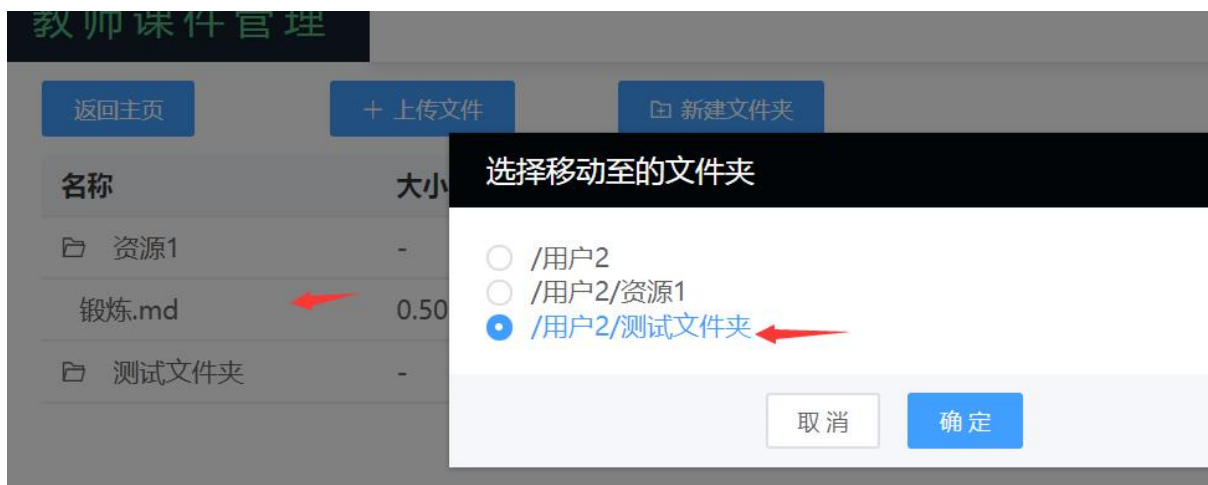 教师课件管理
返回主页
+ 上传文件
新建文件夹
名称
大小
资源1
-
锻炼.md
0.50
测试文件夹
-
选择移动至的文件夹
/用户2
/用户2/资源1
/用户2/测试文件夹
取消
确定